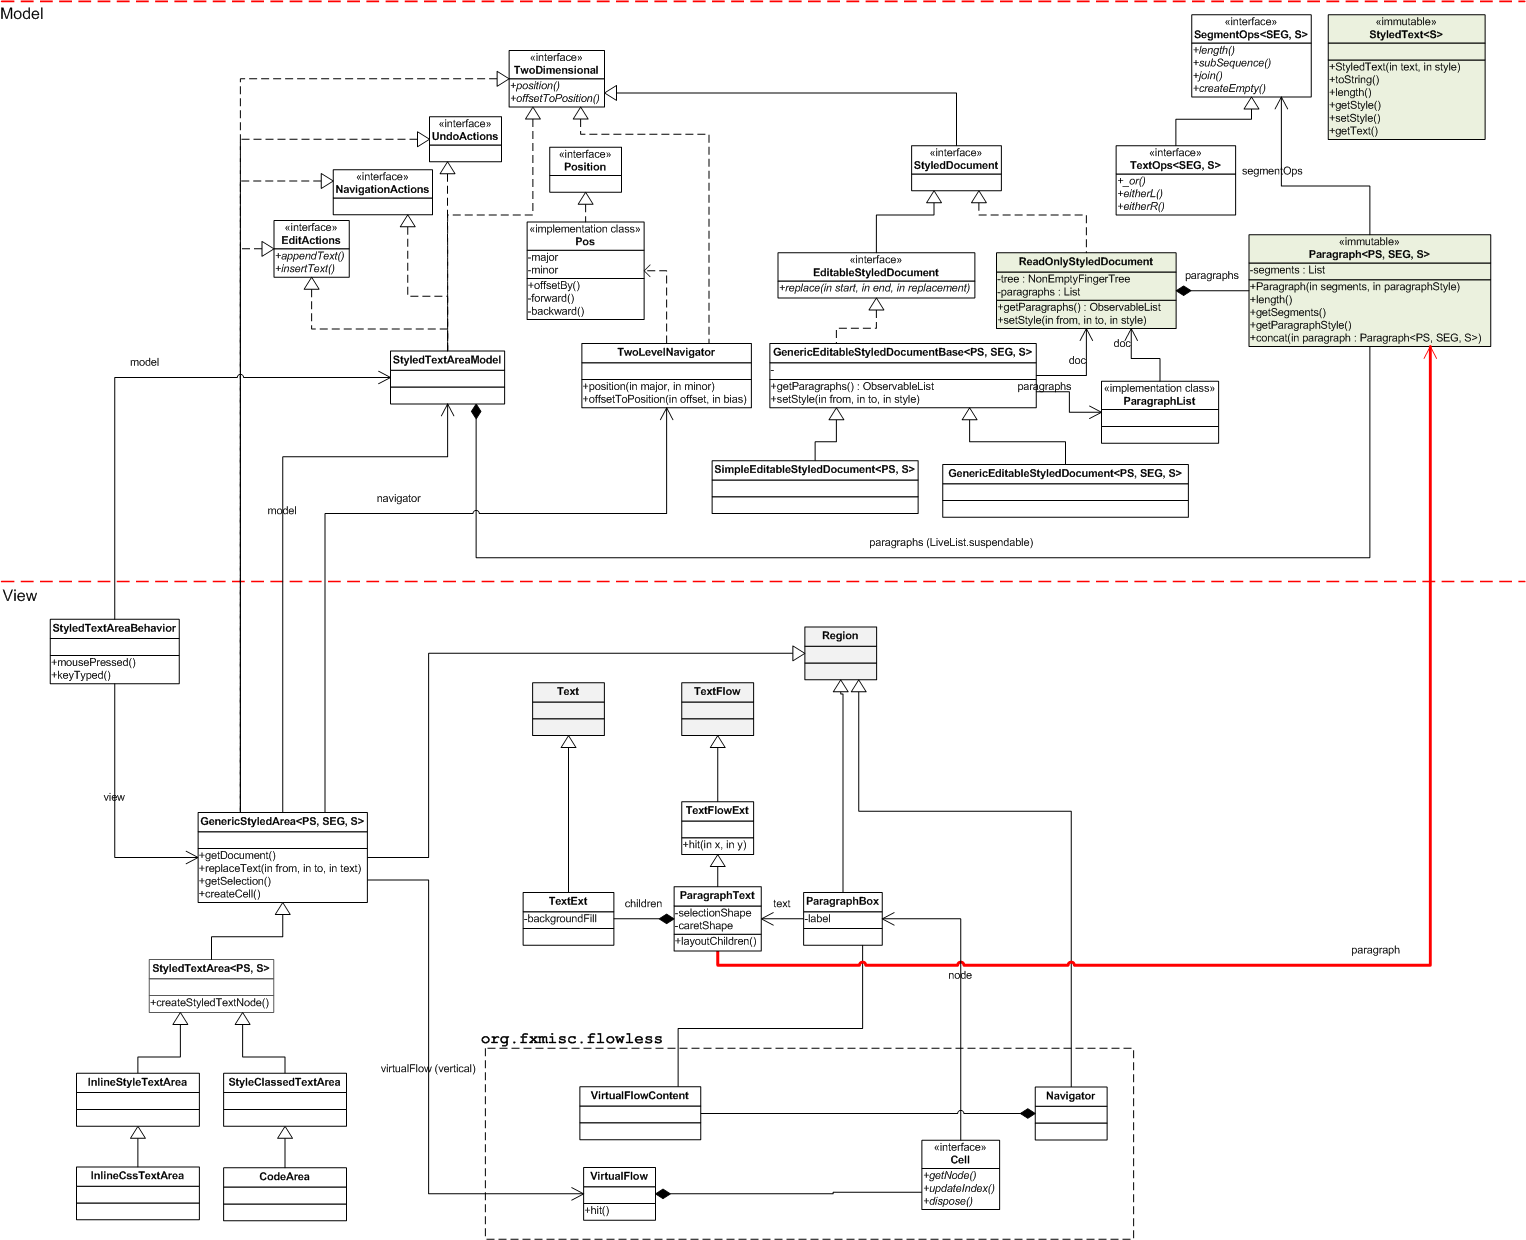 Model
«interface»
SegmentOps<SEG, S>
+length()
+subSequence()
+join()
+createEmpty()
«immutable»
StyledText<S>
+StyledText(in text, in style)
+toString()
+length()
+getStyle()
+setStyle()
+getText()
«interface»
TwoDimensional
+position()
+offsetToPosition()
«interface»
UndoActions
«interface»
Position
«interface»
StyledDocument
«interface»
TextOps<SEG, S>
+_or()
+eitherL()
+eitherR()
segmentOps
«interface»
NavigationActions
«interface»
EditActions
+appendText()
+insertText()
«implementation class»
Pos
-major
-minor
+offsetBy()
-forward()
-backward()
«interface»
EditableStyledDocument
+replace(in start, in end, in replacement)
ReadOnlyStyledDocument
-tree : NonEmptyFingerTree
-paragraphs : List
+getParagraphs() : ObservableList
+setStyle(in from, in to, in style)
paragraphs
«immutable»
Paragraph<PS, SEG, S>
-segments : List
+Paragraph(in segments, in paragraphStyle)
+length()
+getSegments()
+getParagraphStyle()
+concat(in paragraph : Paragraph<PS, SEG, S>)
model
StyledTextAreaModel
TwoLevelNavigator
+position(in major, in minor)
+offsetToPosition(in offset, in bias)
GenericEditableStyledDocumentBase<PS, SEG, S>
-
+getParagraphs() : ObservableList
+setStyle(in from, in to, in style)
doc
doc
paragraphs
«implementation class»
ParagraphList
SimpleEditableStyledDocument<PS, S>
GenericEditableStyledDocument<PS, SEG, S>
navigator
model
paragraphs (LiveList.suspendable)
View
StyledTextAreaBehavior
+mousePressed()
+keyTyped()
Region
Text
TextFlow
view
GenericStyledArea<PS, SEG, S>
+getDocument()
+replaceText(in from, in to, in text)
+getSelection()
+createCell()
TextFlowExt
+hit(in x, in y)
TextExt
-backgroundFill
children
ParagraphText
-selectionShape
-caretShape
+layoutChildren()
text
ParagraphBox
-label
paragraph
node
StyledTextArea<PS, S>
+createStyledTextNode()
org.fxmisc.flowless
virtualFlow (vertical)
InlineStyleTextArea
StyleClassedTextArea
VirtualFlowContent
Navigator
«interface»
Cell
+getNode()
+updateIndex()
+dispose()
InlineCssTextArea
CodeArea
VirtualFlow
+hit()